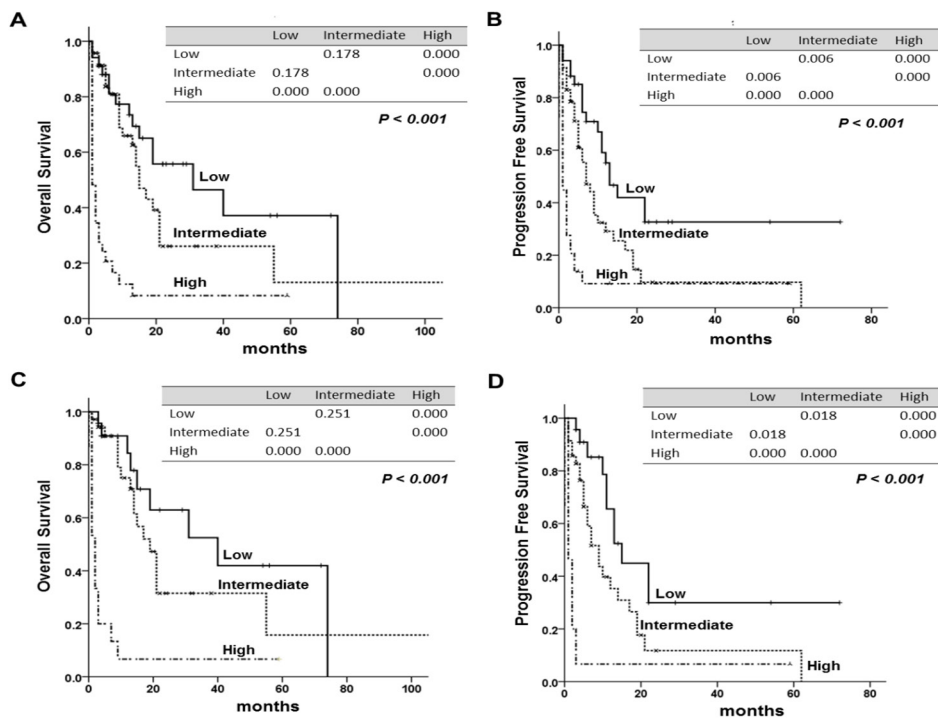 A
Low Intermediate High
Low 0.178 0.000
Intermediate 0.178 0.000
High 0.000 0.000
P < 0.001
Overall Survival
1.0
0.8
0.6
0.4
0.2
0.0
Low
Intermediate
High
0 20 40 60 80 100
months
B
Low Intermediate High
Low 0.006 0.000
Intermediate 0.006 0.000
High 0.000 0.000
P < 0.001
Progression Free Survival
1.0
0.8
0.6
0.4
0.2
0.0
Low
Intermediate
High
0 20 40 60 80
months
C
Low Intermediate High
Low 0.251 0.000
Intermediate 0.251 0.000
High 0.000 0.000
P < 0.001
Overall Survival
1.0
0.8
0.6
0.4
0.2
0.0
Low
Intermediate
High
0 20 40 60 80 100
months
D
Low Intermediate High
Low 0.018 0.000
Intermediate 0.018 0.000
High 0.000 0.000
P < 0.001
Progression Free Survival
1.0
0.8
0.6
0.4
0.2
0.0
Low
Intermediate
High
0 20 40 60 80
months